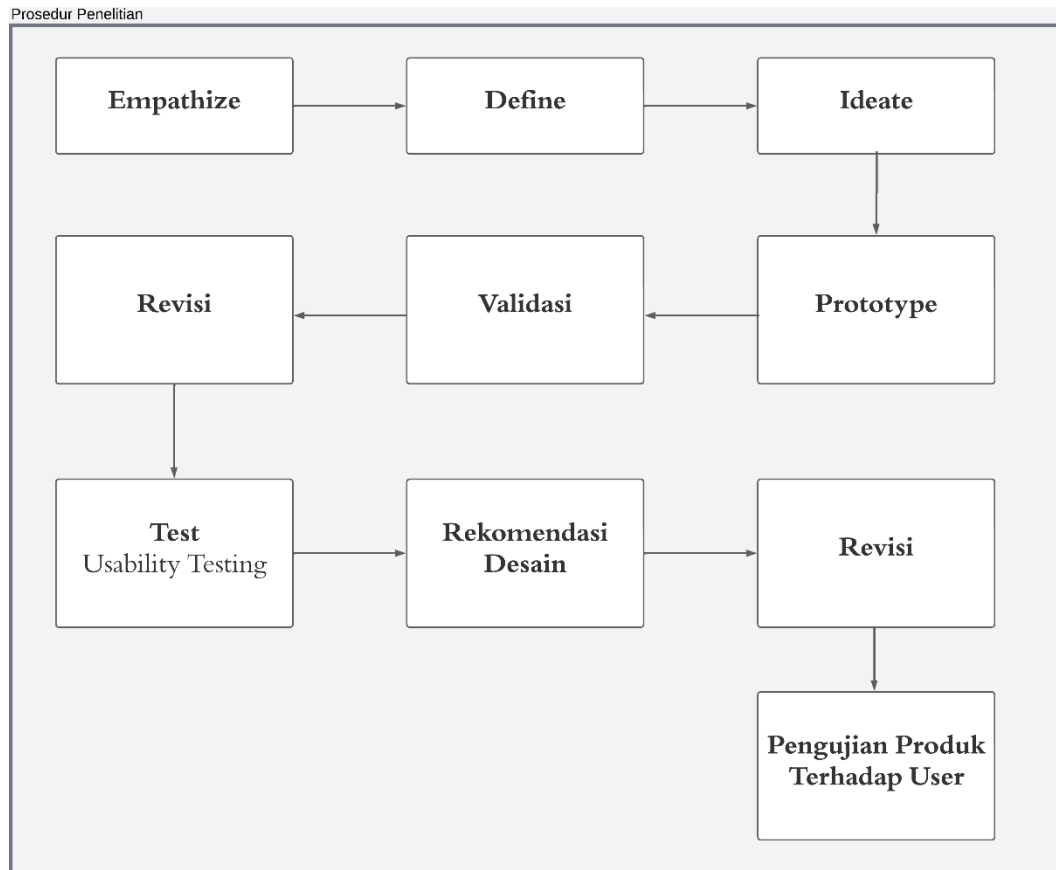 Prosedur Penelitian
Empathize
Define
Ideate
Prototype
Validasi
Revisi
Test
Usability Testing
Rekomendasi
Desain
Revisi
Pengujian Produk
Terhadap User